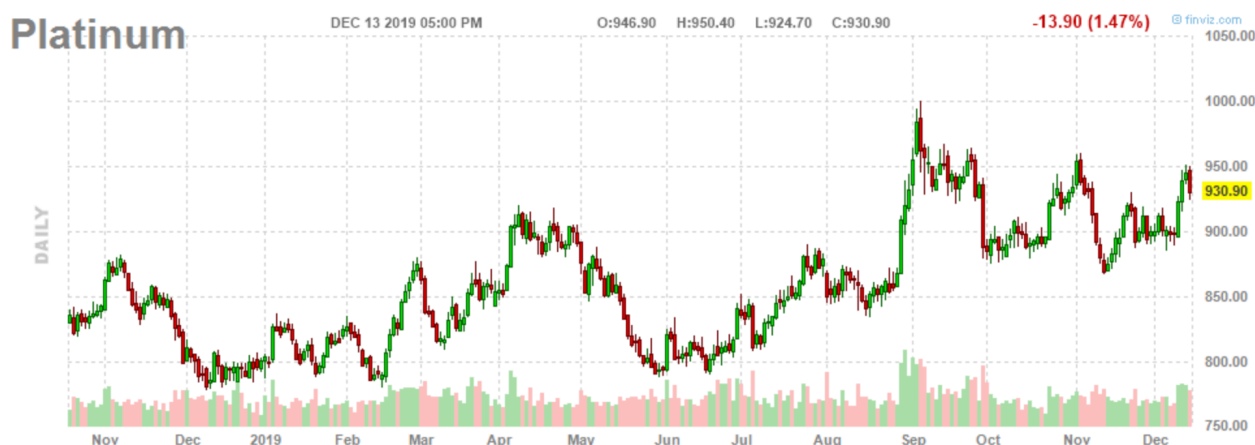 Platinum
DEC 13 2019 05:00 PM O:946.90 H:950.40 L:924.70 C:930.90 -13.90 (1.47%) © finviz.com
1050.00
1000.00
950.00
930.90
900.00
850.00
800.00
750.00
DAILY
Nov Dec 2019 Feb Mar Apr May Jun Jul Aug Sep Oct Nov Dec